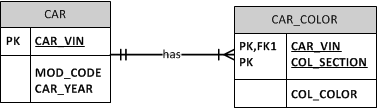 CAR
PK CAR_VIN
MOD_CODE
CAR_YEAR
has
CAR_COLOR
PK,FK1 CAR_VIN
PK COL_SECTION
COL_COLOR